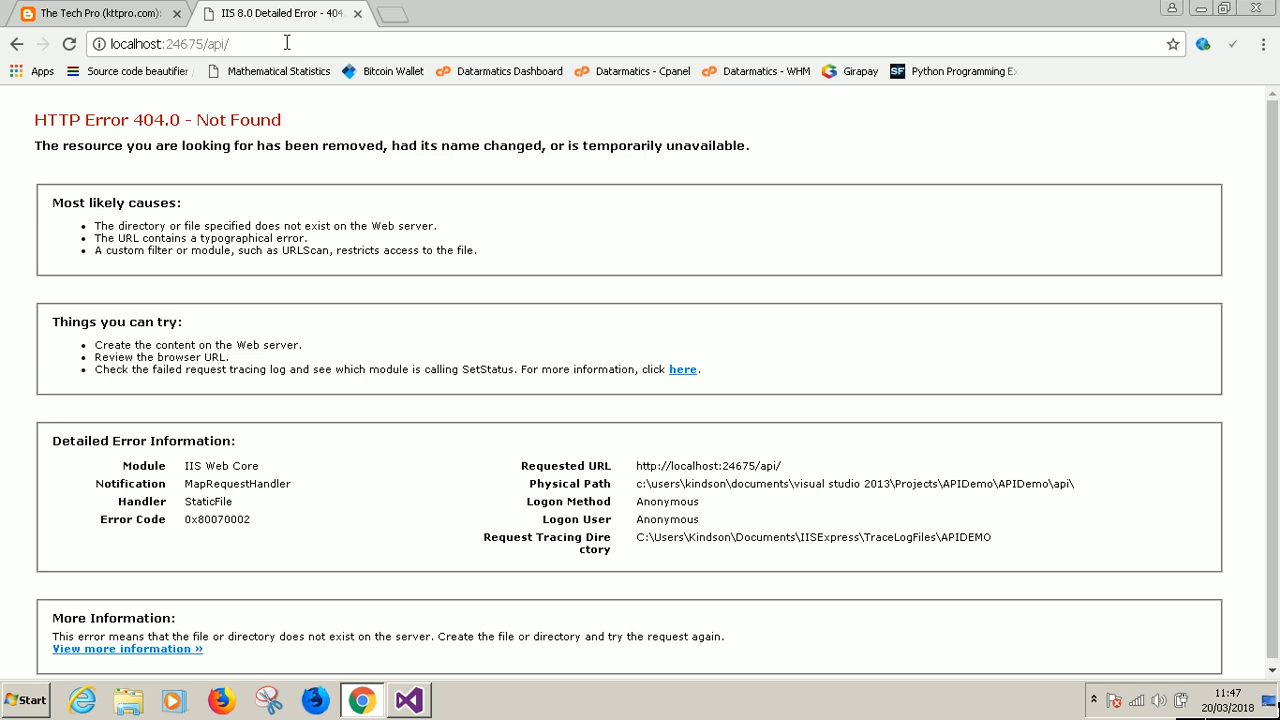 The Tech Pro (kttpro.com):
IIS 8.0 Detailed Error - 404.
localhost:24675/api/
Apps
Source code beautifier
Mathematical Statistics
Bitcoin Wallet
Datarmatics Dashboard
Datarmatics - Cpanel
Datarmatics - WHM
Girapay
SF
Python Programming Ex
HTTP Error 404.0 - Not Found
The resource you are looking for has been removed, had its name changed, or is temporarily unavailable.
Most likely causes:
• The directory or file specified does not exist on the Web server.
• The URL contains a typographical error.
• A custom filter or module, such as URLScan, restricts access to the file.
Things you can try:
• Create the content on the Web server.
• Review the browser URL.
• Check the failed request tracing log and see which module is calling SetStatus. For more information, click here.
Detailed Error Information:
Module IIS Web Core
Notification MapRequestHandler
Handler StaticFile
Error Code 0x80070002
Requested URL http://localhost:24675/api/
Physical Path c:\users\kindson\documents\visual studio 2013\Projects\APIDemo\APIDemo\api\
Logon Method Anonymous
Logon User Anonymous
Request Tracing Dire C:\Users\Kindson\Documents\IISExpress\TraceLogFiles\APIDEMO
ctory
More Information:
This error means that the file or directory does not exist on the server. Create the file or directory and try the request again.
View more information »
Start
11:47
20/03/2018